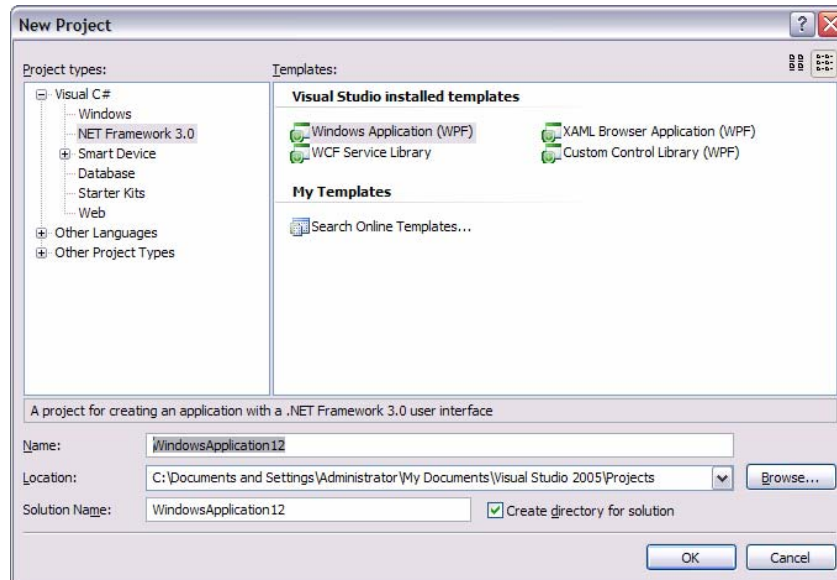 New Project
Project types:
Templates:
Visual C#
Windows
NET Framework 3.0
Smart Device
Database
Starter Kits
Web
Other Languages
Other Project Types
Visual Studio installed templates
Windows Application (WPF)
XAML Browser Application (WPF)
WCF Service Library
Custom Control Library (WPF)
My Templates
Search Online Templates...
A project for creating an application with a .NET Framework 3.0 user interface
Name:
WindowsApplication12
Location:
C:\Documents and Settings\Administrator\My Documents\Visual Studio 2005\Projects
Browse...
Solution Name:
WindowsApplication12
Create directory for solution
OK
Cancel